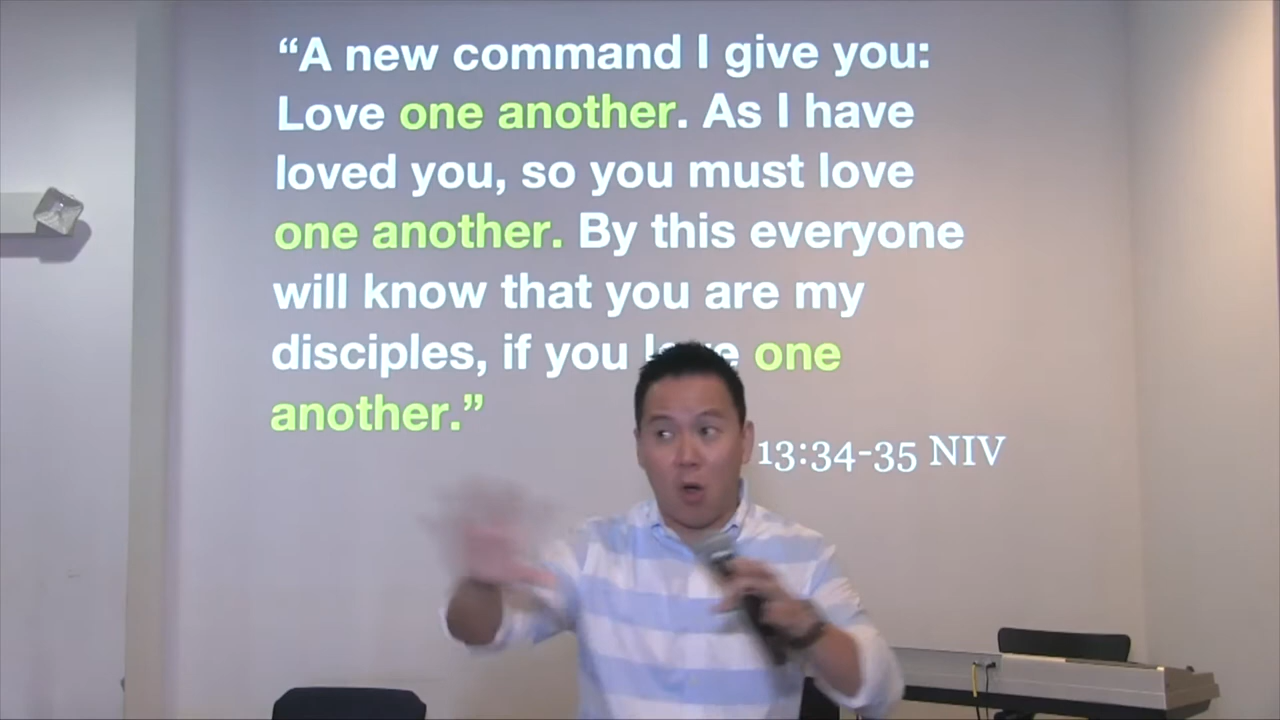 “A new command I give you:
Love one another. As I have
loved you, so you must love
one another. By this everyone
will know that you are my
disciples, if you one
another.”
13:34-35 NIV